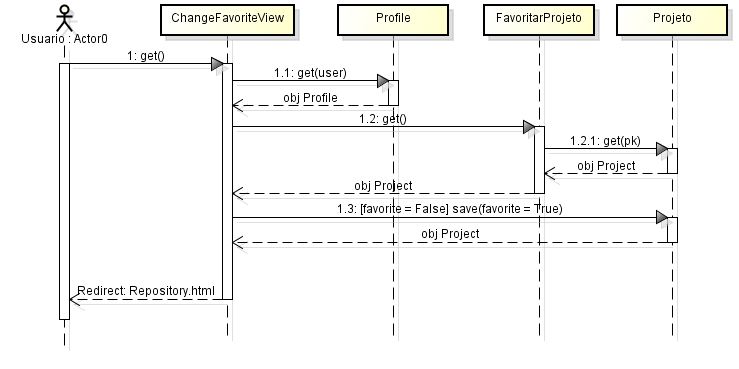 ChangeFavoriteView
Profile
FavoritarProjeto
Projeto
Usuario : Actor0
1: get()
1.1: get(user)
obj Profile
1.2: get()
1.2.1: get(pk)
obj Project
obj Project
1.3: [favorite = False] save(favorite = True)
obj Project
Redirect: Repository.html